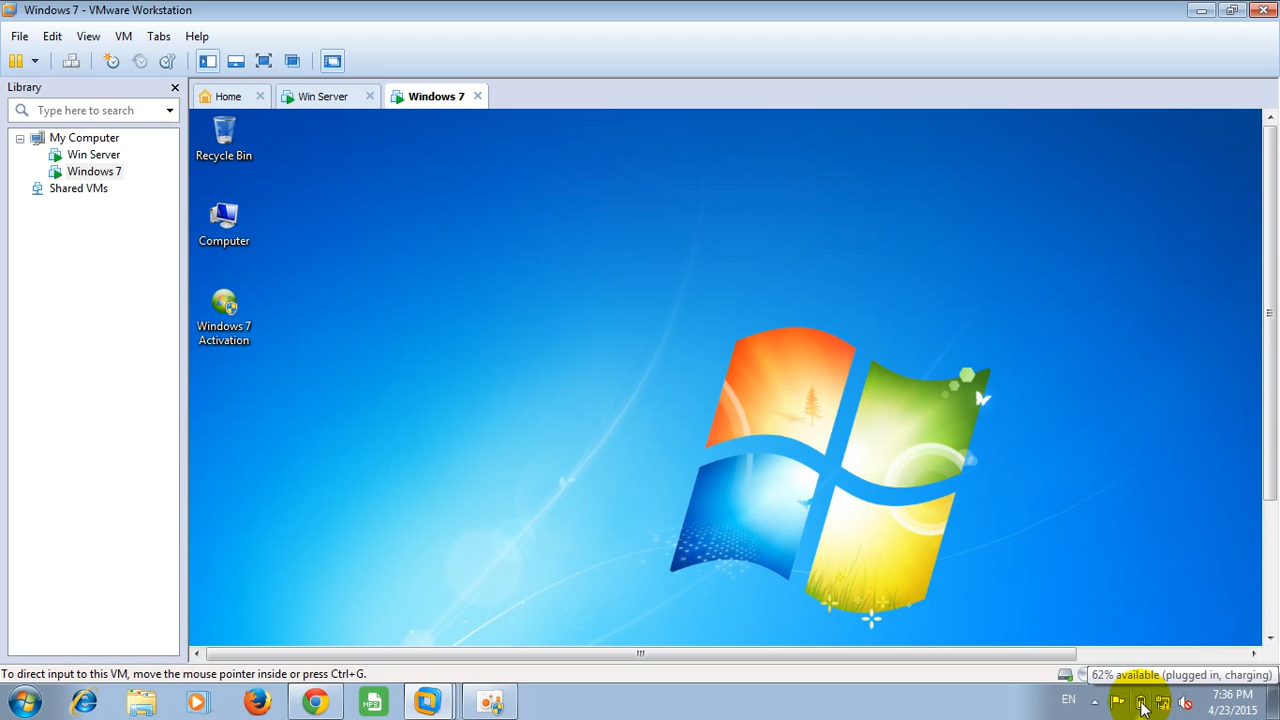 Windows 7 - VMware Workstation
File Edit View VM Tabs Help
Library
Type here to search
My Computer
Win Server
Windows 7
Shared VMs
Home Win Server Windows 7
Recycle Bin
Computer
Windows 7
Activation
To direct input to this VM, move the mouse pointer inside or press Ctrl+G.
62% available (plugged in, charging)
EN
7:36 PM
4/23/2015